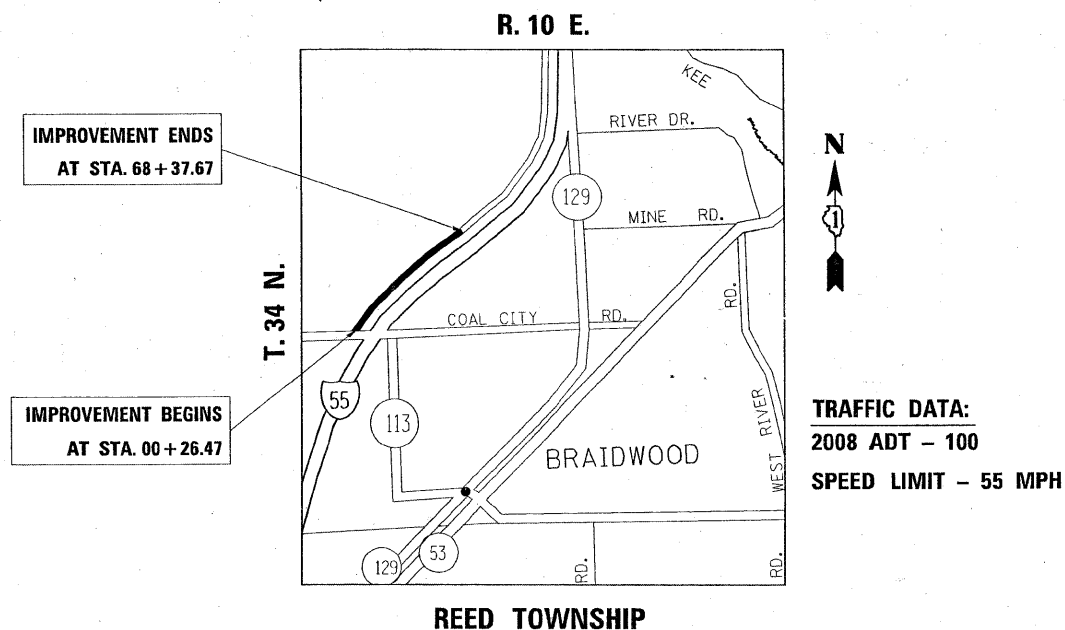 R. 10 E.
IMPROVEMENT ENDS
AT STA. 68 + 37.67
KEE
RIVER DR.
N
1
129
MINE RD.
T. 34 N.
COAL CITY RD.
RD.
55
113
IMPROVEMENT BEGINS
AT STA. 00 + 26.47
WEST RIVER
BRAIDWOOD
TRAFFIC DATA:
2008 ADT – 100
SPEED LIMIT – 55 MPH
129
53
RD.
RD.
REED TOWNSHIP